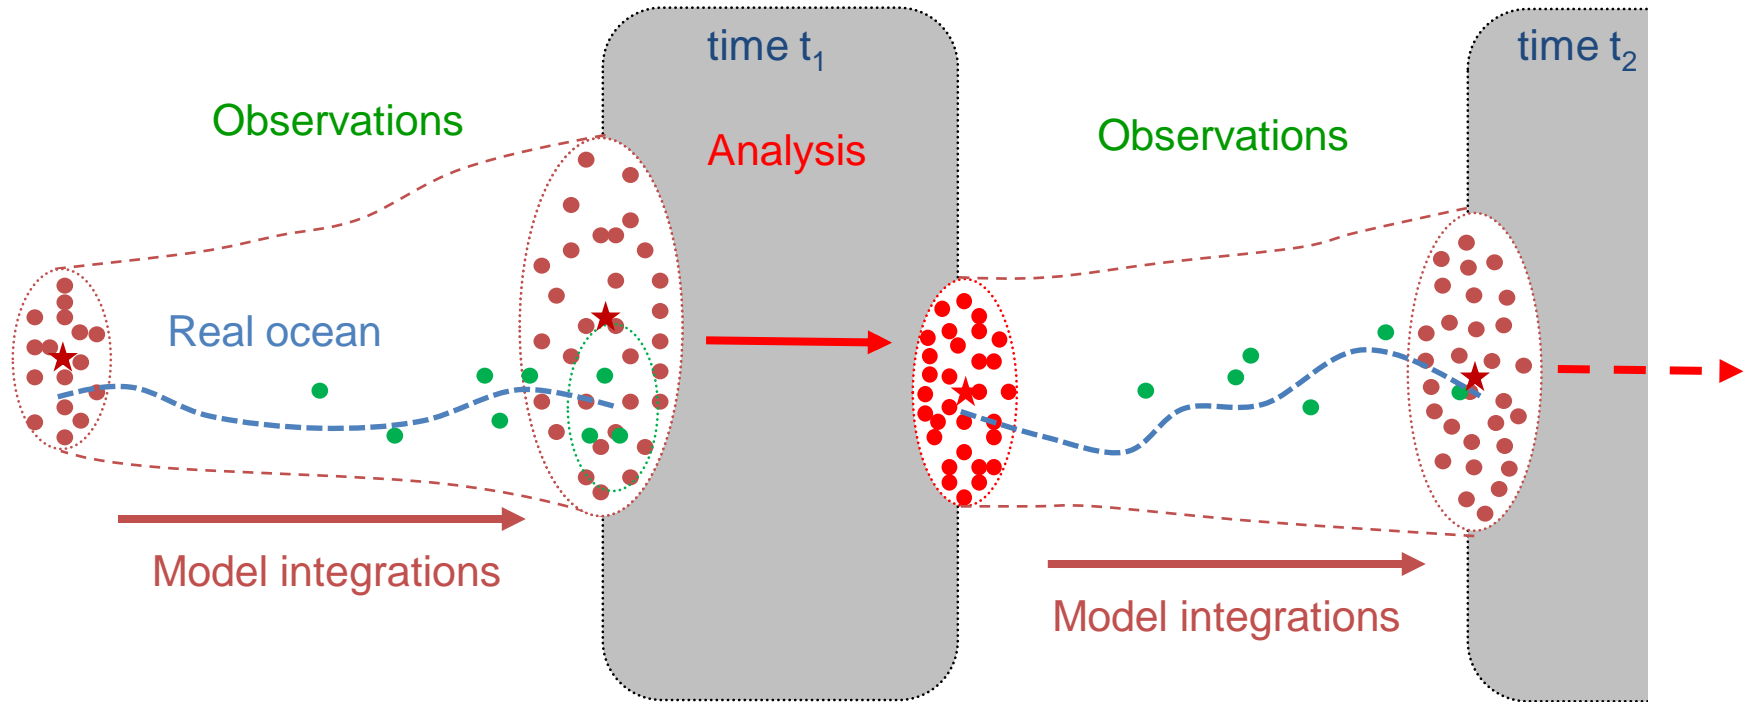 time t1
time t2
Observations
Analysis
Observations
Real ocean
Model integrations
Model integrations